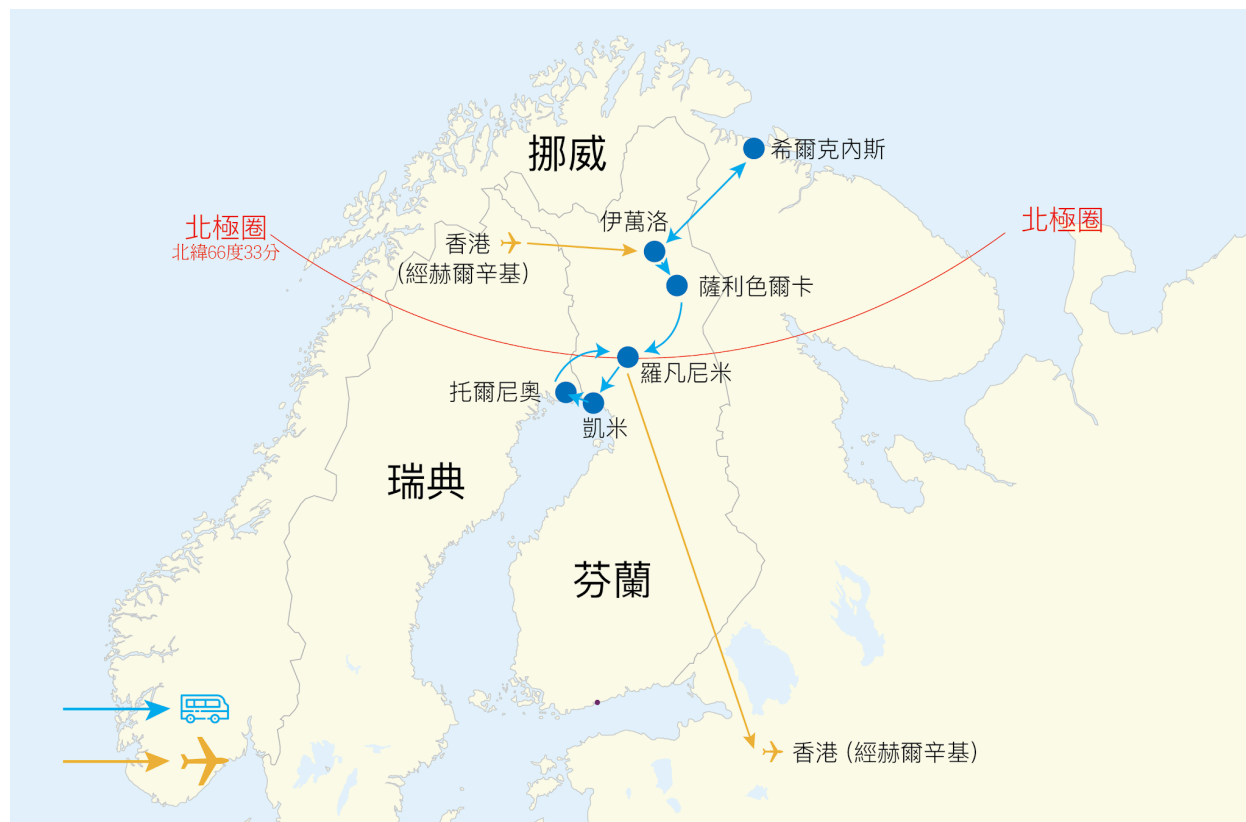 挪威
希爾克內斯
北極圈
北緯66度33分
伊萬洛
北極圈
香港
(經赫爾辛基)
薩利色爾卡
羅凡尼米
托爾尼奧
凱米
瑞典
芬蘭
香港 (經赫爾辛基)